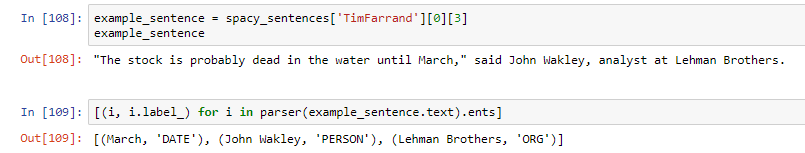 In [108]: example_sentence = spacy_sentences['TimFarrand'][0][3]
example_sentence
Out[108]: "The stock is probably dead in the water until March," said John Wakley, analyst at Lehman Brothers.
In [109]: [(i, i.label_) for i in parser(example_sentence.text).ents]
Out[109]: [(March, 'DATE'), (John Wakley, 'PERSON'), (Lehman Brothers, 'ORG')]